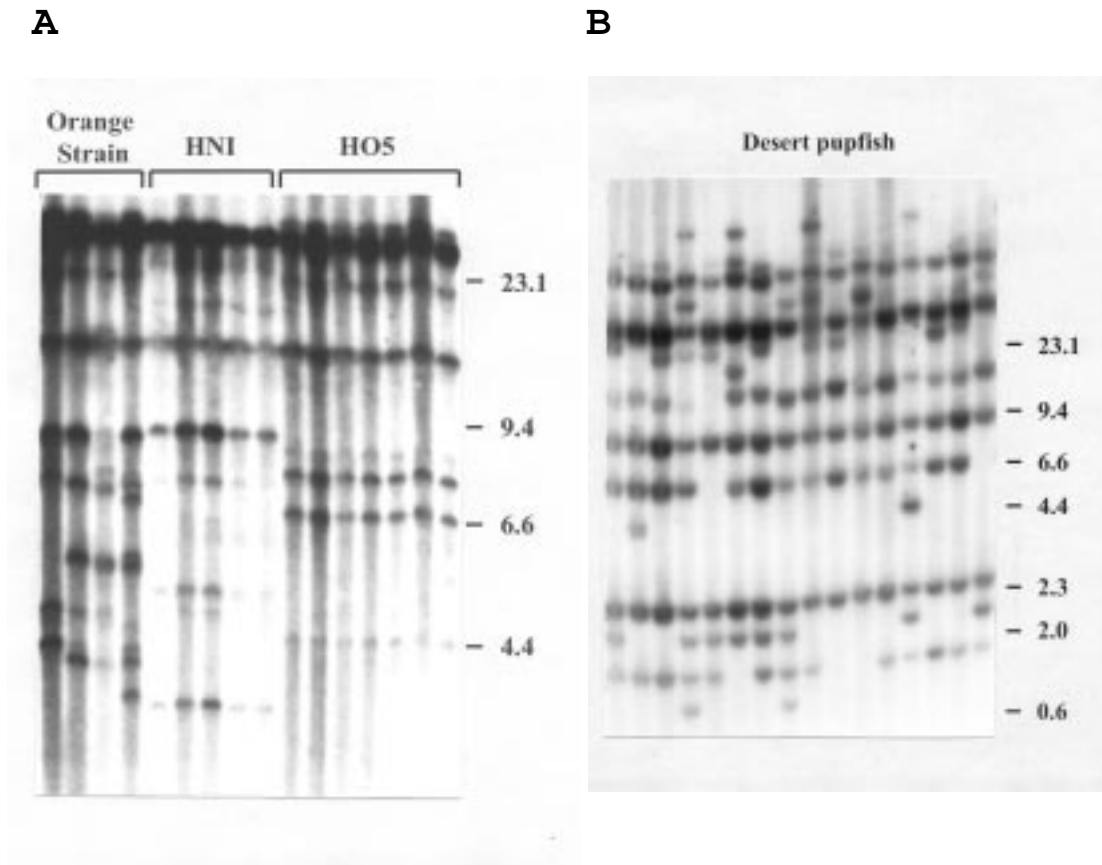 A
B
Orange
Strain
HNI
HO5
23.1
9.4
6.6
4.4
Desert pupfish
23.1
9.4
6.6
4.4
2.3
2.0
0.6